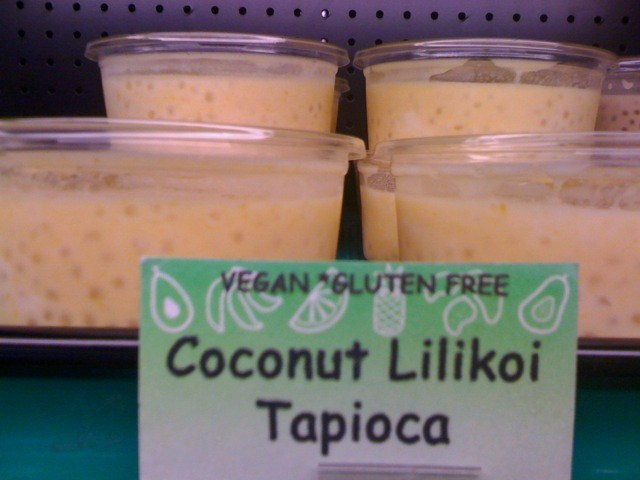 VEGAN *GLUTEN FREE
Coconut Lilikoi
Tapioca